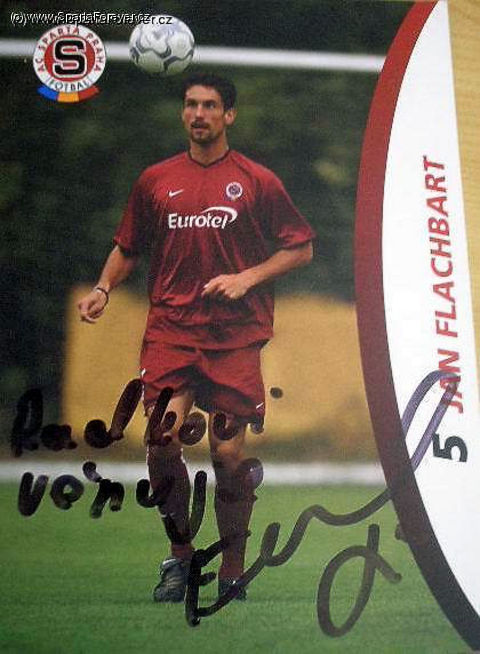 (c) www.SpartaForever.cz
AC SPARTA PRAHA
S
FOTBAL
Eurotel
JAN FLACHBART
5
Radkovi
věnuje